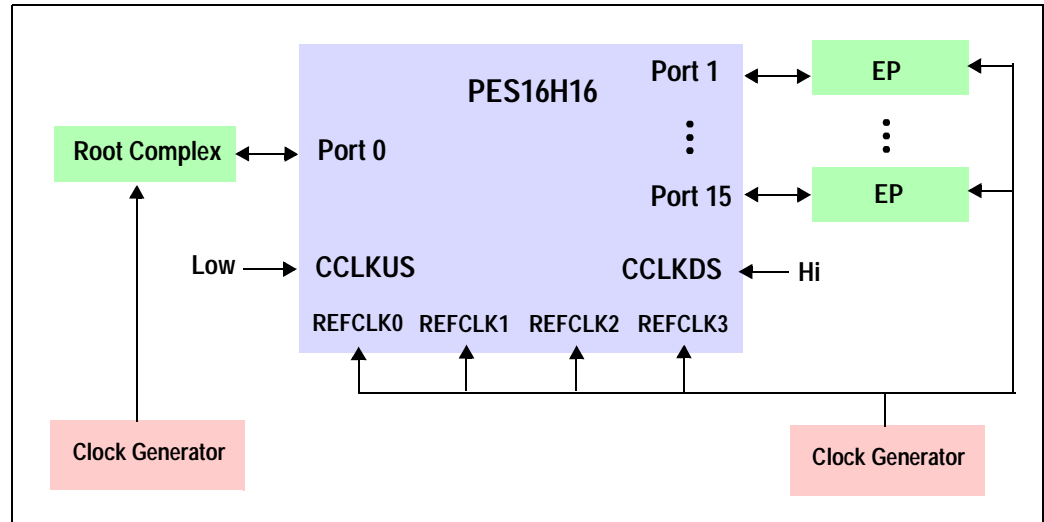 PES16H16
Port 1
EP
Root Complex
Port 0
Port 15
EP
Low
CCLKUS
CCLKDS
Hi
REFCLK0 REFCLK1 REFCLK2 REFCLK3
Clock Generator
Clock Generator